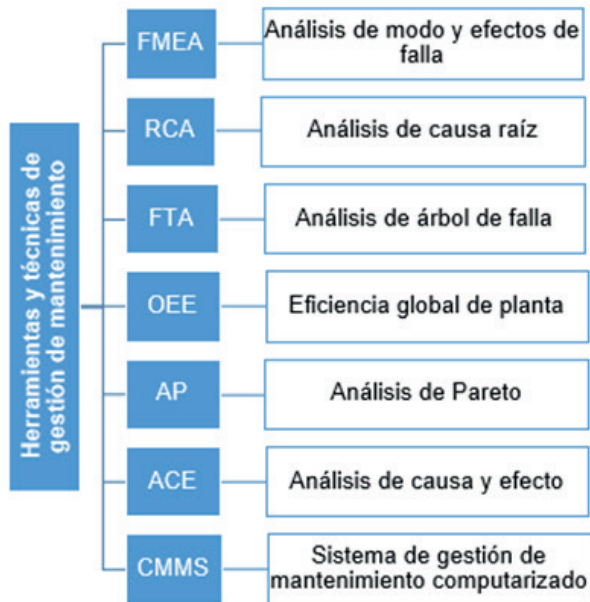 Herramientas y técnicas de
gestión de mantenimiento
FMEA
Análisis de modo y efectos de
falla
RCA
Análisis de causa raíz
FTA
Análisis de árbol de falla
OEE
Eficiencia global de planta
AP
Análisis de Pareto
ACE
Análisis de causa y efecto
CMMS
Sistema de gestión de
mantenimiento computarizado